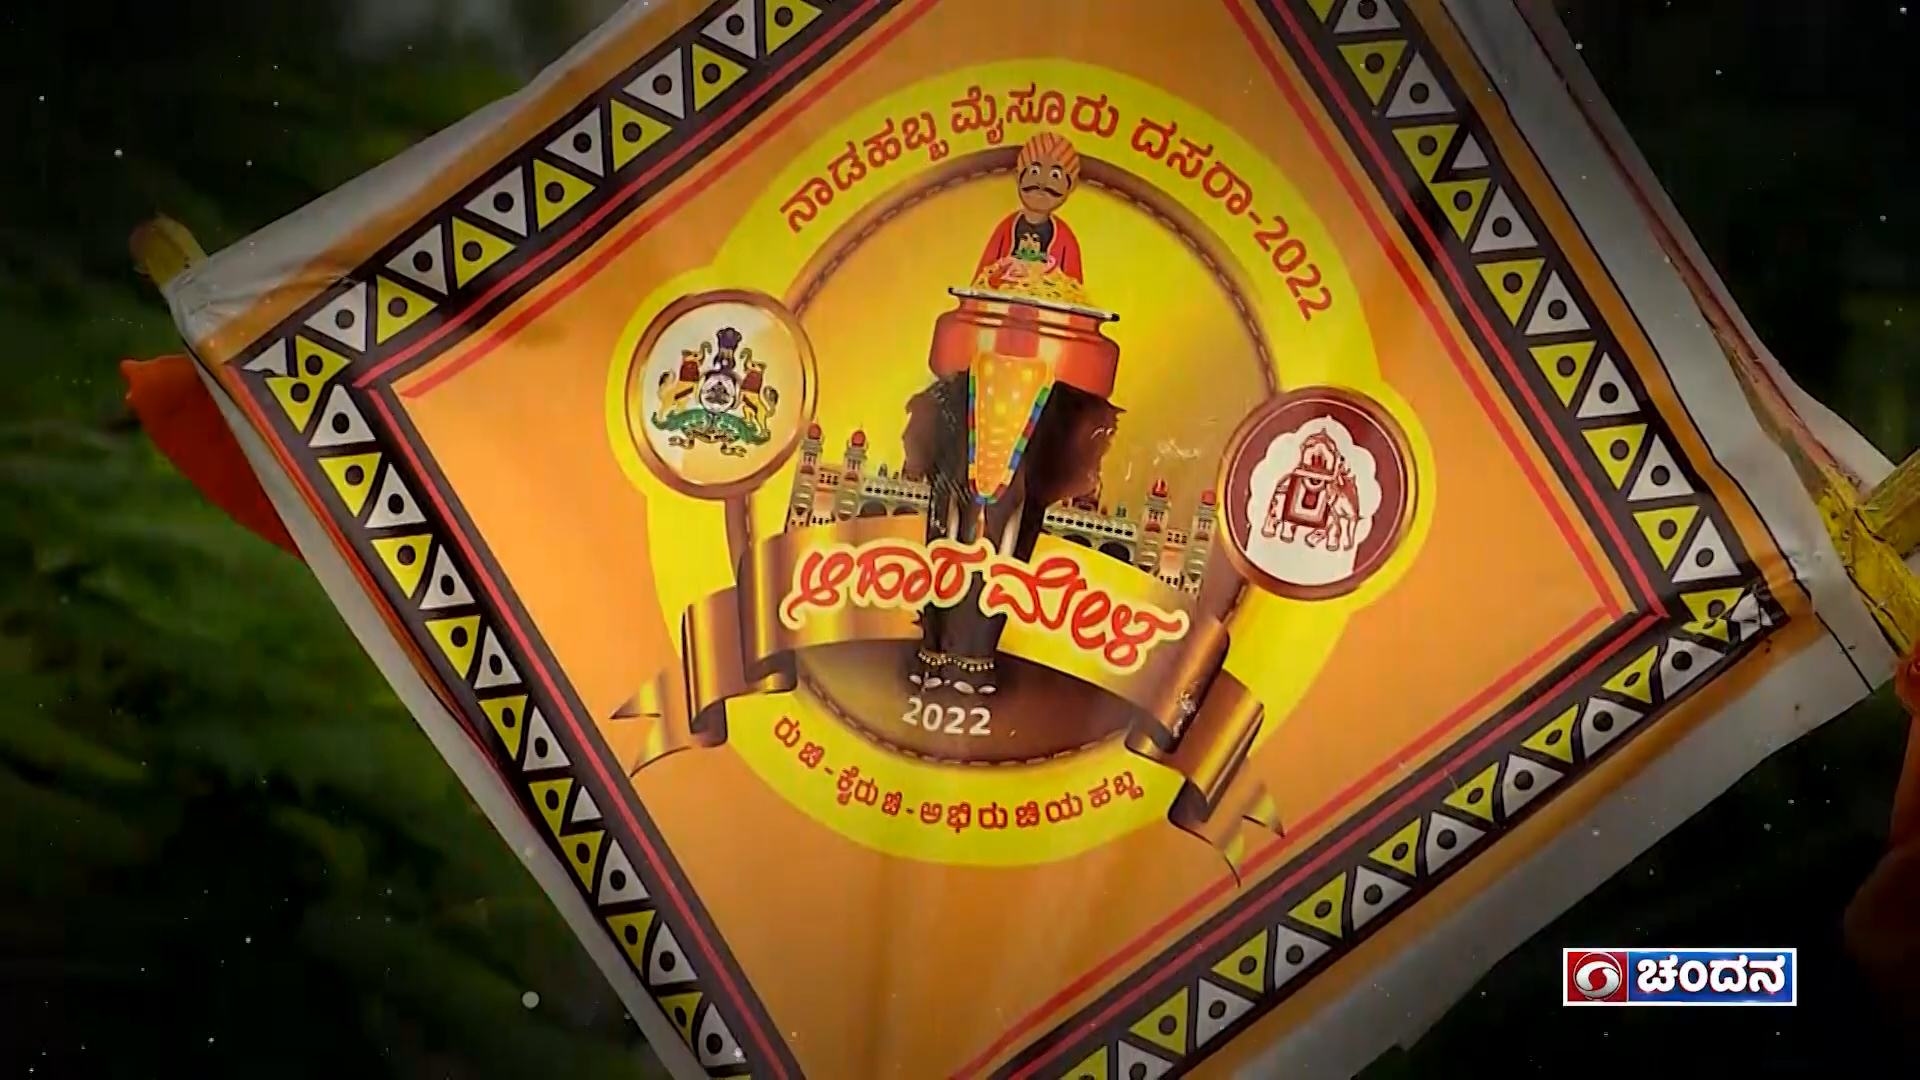 ನಾಡಹಬ್ಬ ಮೈಸೂರು ದಸರಾ-2022
ಆಹಾರ ಮೇಳ
2022
ರುಚಿ-ಕೈರುಚಿ-ಅಭಿರುಚಿಯ ಹಬ್ಬ
ಚಂದನ